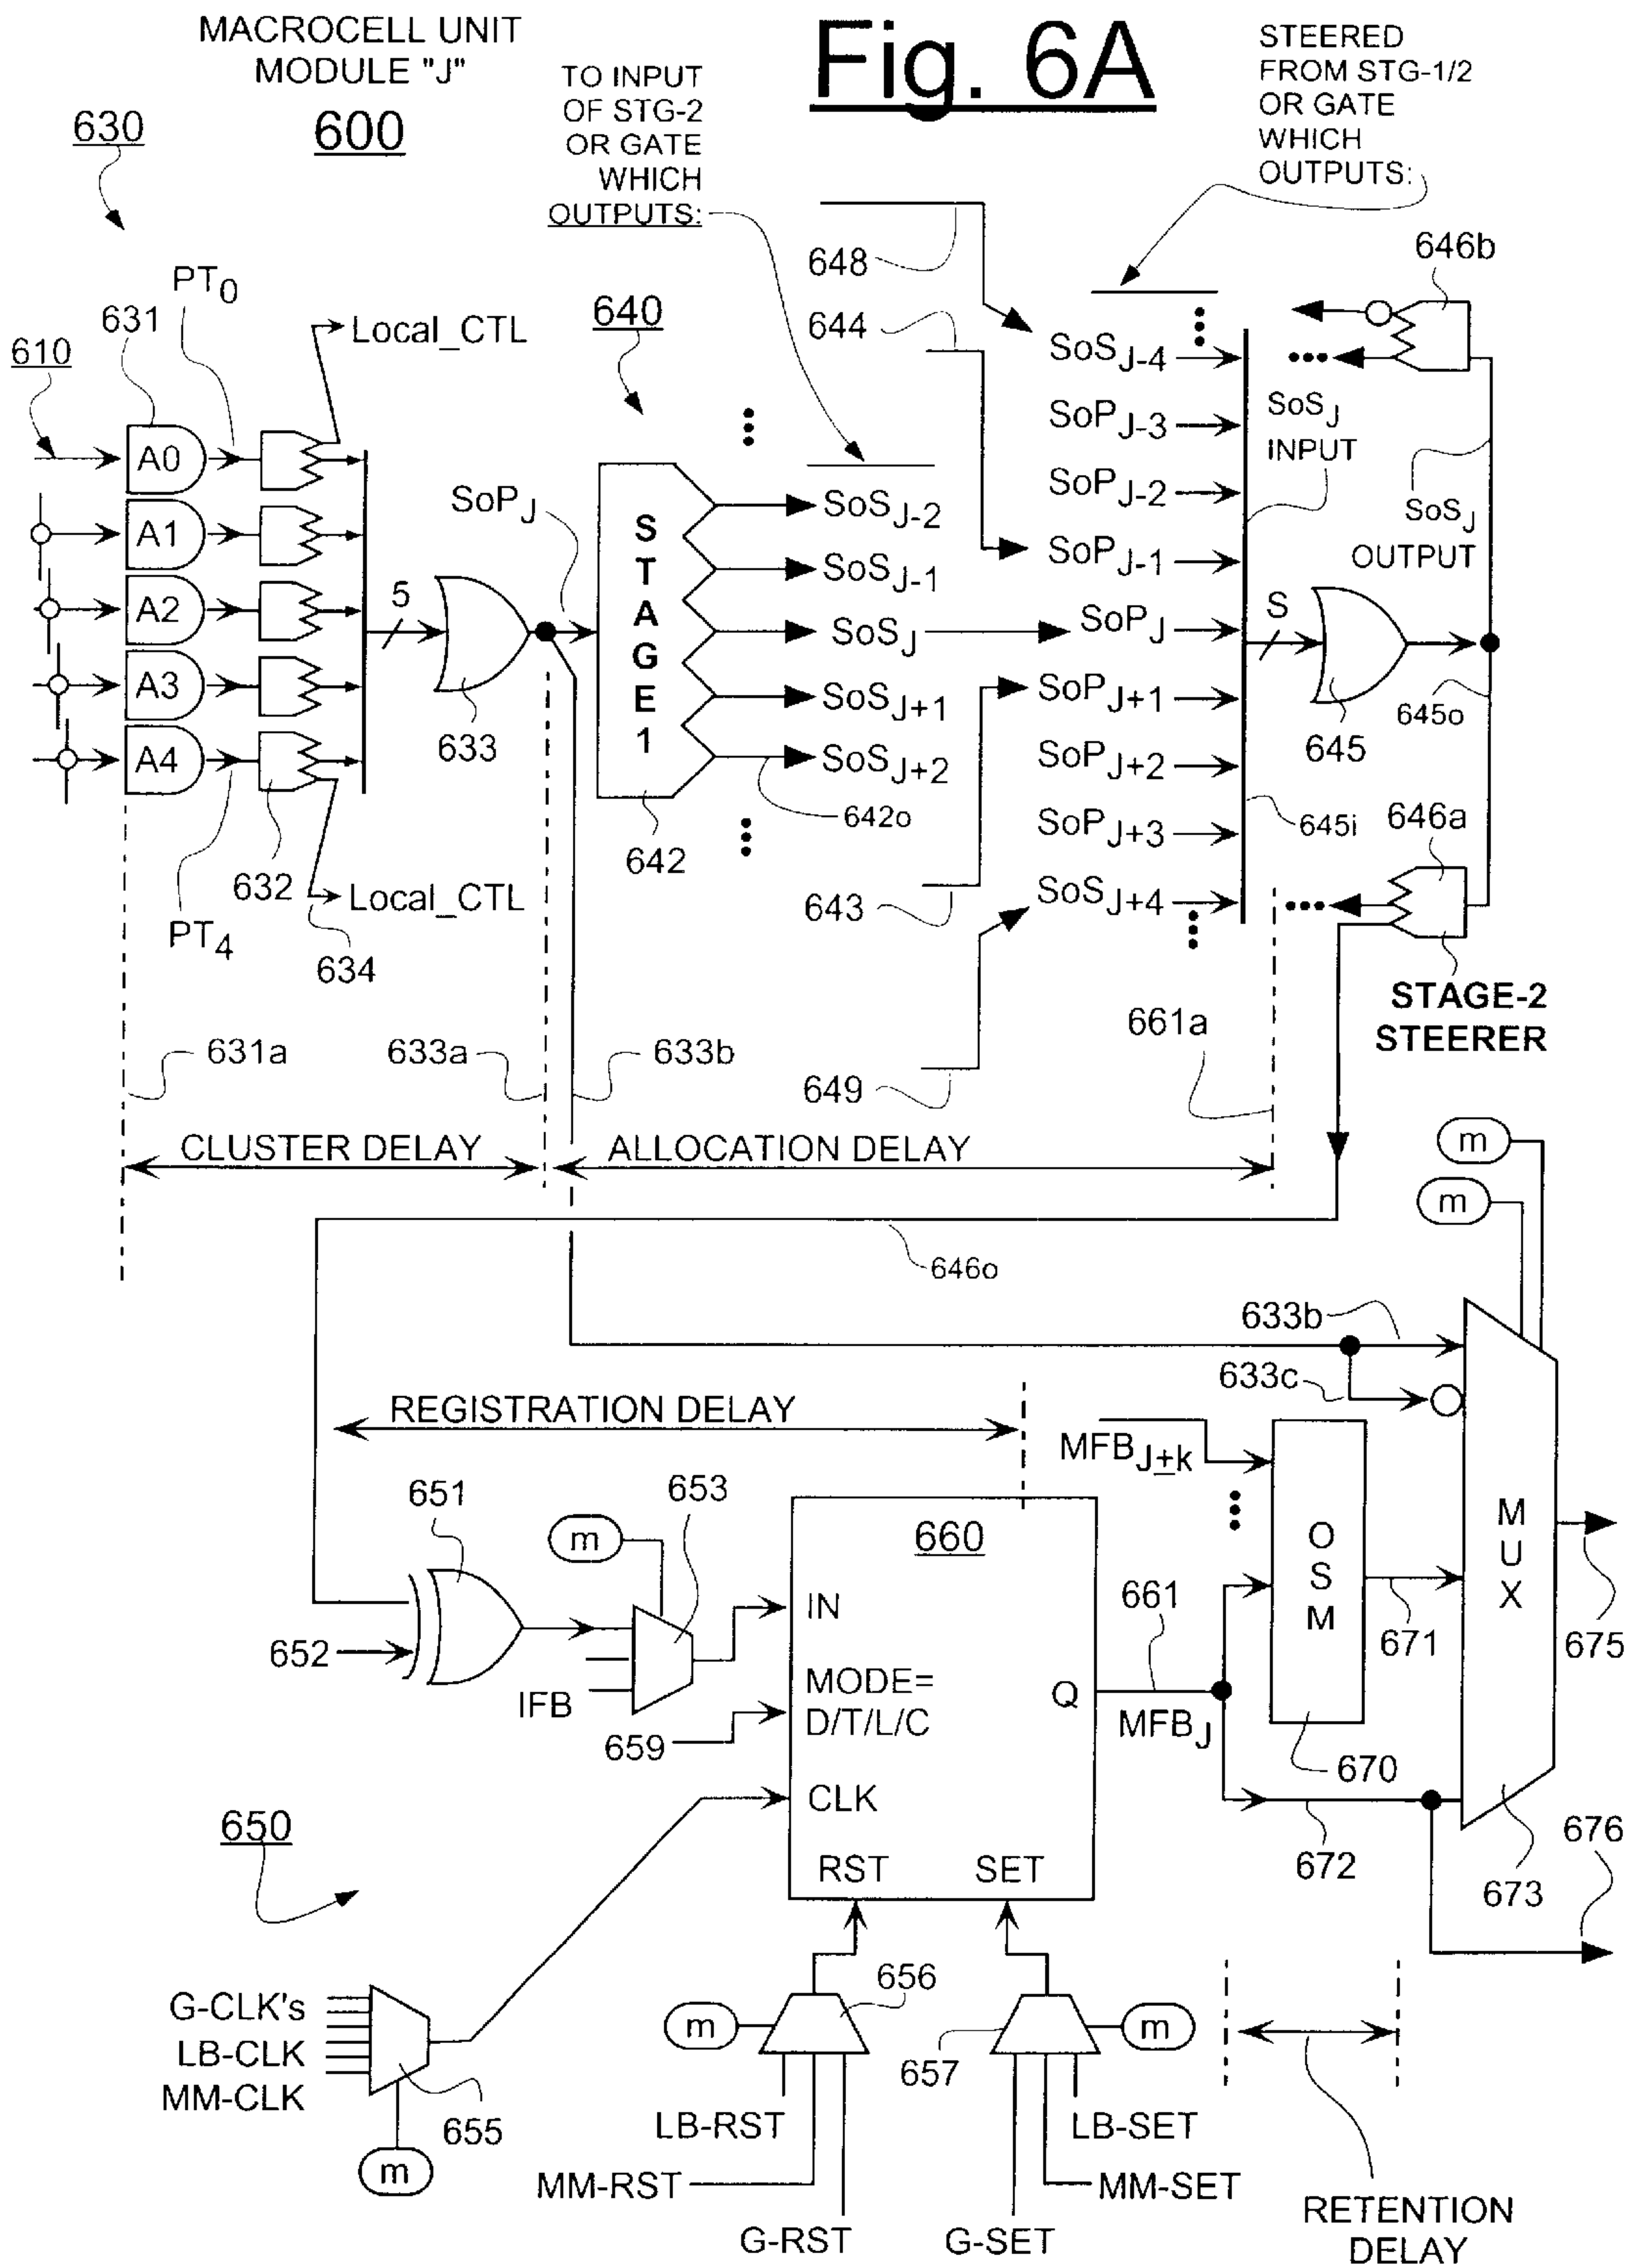 Fig. 6A
MACROCELL UNIT
MODULE "J"
600
630
TO INPUT
OF STG-2
OR GATE
WHICH
OUTPUTS:
STEERED
FROM STG-1/2
OR GATE
WHICH
OUTPUTS:
648
646b
PT0
631
Local_CTL
640
644
610
SoSJ-4
SoPJ-3
SoPJ-2
SoPJ-1
SoPJ
SoPJ+1
SoPJ+2
SoPJ+3
SoSJ+4
SoSJ
INPUT
SoSJ
OUTPUT
A0
A1
A2
A3
A4
5
SoPJ
633
STAGE1
SoSJ-2
SoSJ-1
SoSJ
SoSJ+1
SoSJ+2
642o
642
S
645
645o
645i
646a
632
Local_CTL
PT4
634
643
649
661a
STAGE-2
STEERER
631a
633a
633b
CLUSTER DELAY
ALLOCATION DELAY
m
m
646o
633b
633c
REGISTRATION DELAY
MFBJ±k
651
653
m
660
IN
MODE=
D/T/L/C
CLK
RST
SET
Q
652
IFB
659
661
MFBJ
OSM
671
670
MUX
675
672
673
676
650
G-CLK's
LB-CLK
MM-CLK
655
m
m
656
657
m
LB-RST
MM-RST
G-RST
LB-SET
MM-SET
G-SET
RETENTION
DELAY